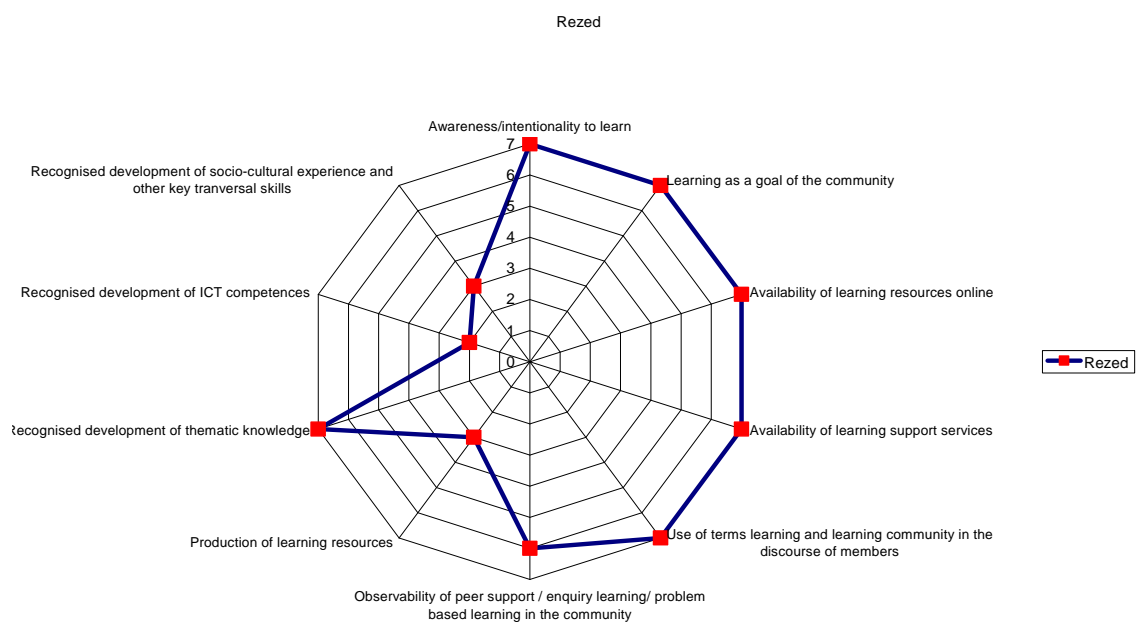 Rezed
Awareness/intentionality to learn
Recognised development of socio-cultural experience and
other key tranversal skills
Learning as a goal of the community
Recognised development of ICT competences
Availability of learning resources online
7
6
5
4
3
2
1
0
Rezed
Recognised development of thematic knowledge
Availability of learning support services
Production of learning resources
Use of terms learning and learning community in the
discourse of members
Observability of peer support / enquiry learning/ problem
based learning in the community